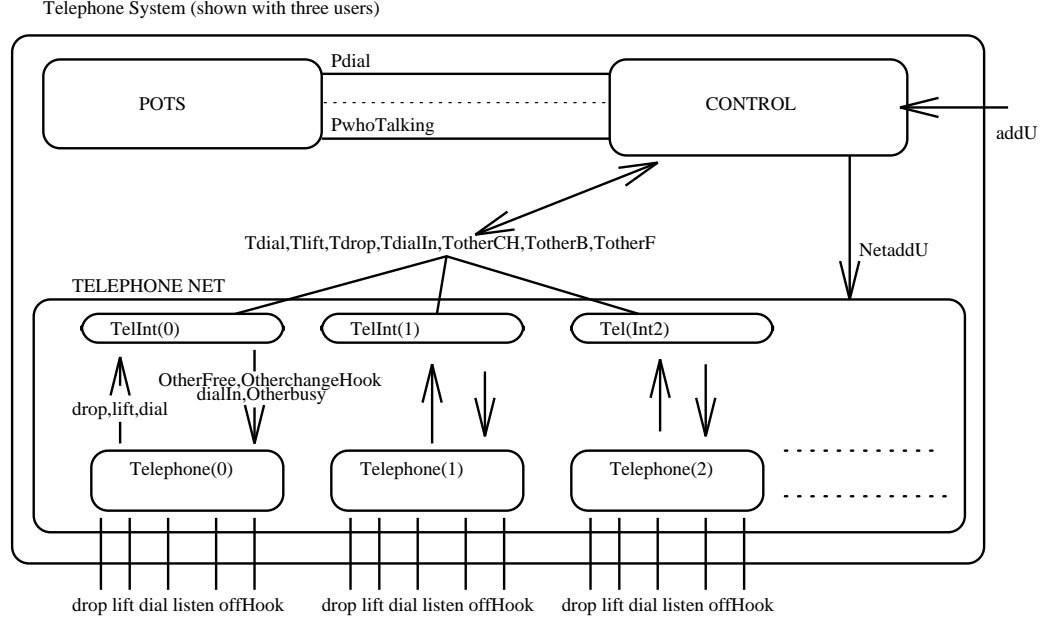 Telephone System (shown with three users)
Pdial
POTS
CONTROL
PwhoTalking
addU
Tdial,Tlift,Tdrop,TdialIn,TotherCH,TotherB,TotherF
NetaddU
TELEPHONE NET
TelInt(0)
TelInt(1)
Tel(Int2)
OtherFree,OtherchangeHook
dialIn,Otherbusy
drop,lift,dial
Telephone(0)
Telephone(1)
Telephone(2)
drop lift dial listen offHook
drop lift dial listen offHook
drop lift dial listen offHook